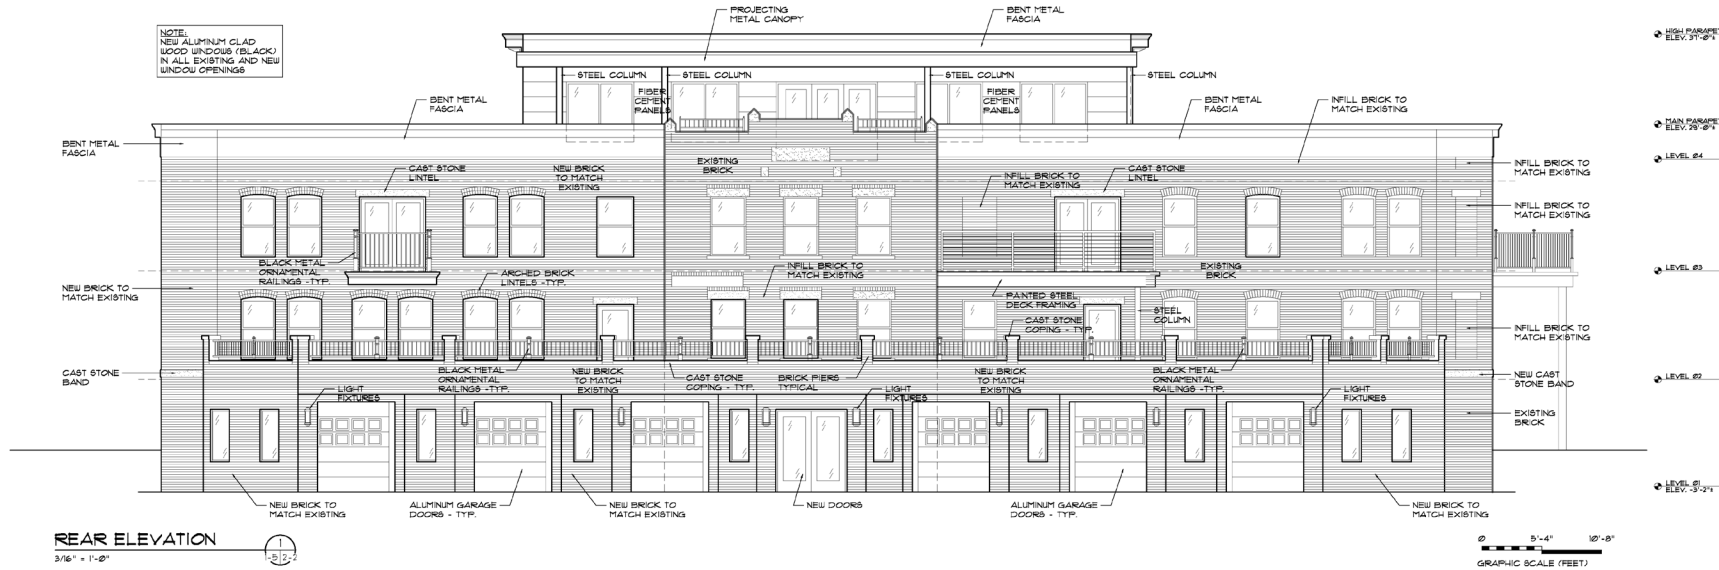 PROJECTING
METAL CANOPY
BENT METAL
FASCIA
NOTE:
NEW ALUMINUM CLAD
WOOD WINDOWS (BLACK)
IN ALL EXISTING AND NEW
WINDOW OPENINGS
HIGH PARAPE
ELEV. 37'-0"±
STEEL COLUMN
STEEL COLUMN
STEEL COLUMN
STEEL COLUMN
FIBER
CEMENT
PANELS
FIBER
CEMENT
PANELS
BENT METAL
FASCIA
BENT METAL
FASCIA
INFILL BRICK TO
MATCH EXISTING
MAIN PARAPE
BENT METAL
FASCIA
LEVEL 04
EXISTING
BRICK
CAST STONE
LINTEL
NEW BRICK
TO MATCH
EXISTING
INFILL BRICK TO
MATCH EXISTING
CAST STONE
LINTEL
INFILL BRICK TO
MATCH EXISTING
INFILL BRICK TO
MATCH EXISTING
BLACK METAL
ORNAMENTAL
RAILINGS -TYP.
ARCHED BRICK
LINTELS -TYP.
INFILL BRICK TO
MATCH EXISTING
EXISTING
BRICK
LEVEL 03
NEW BRICK TO
MATCH EXISTING
PAINTED STEEL
DECK FRAMING
STEEL
COLUMN
CAST STONE
COPING - TYP.
INFILL BRICK TO
MATCH EXISTING
CAST STONE
BAND
BLACK METAL
ORNAMENTAL
RAILINGS -TYP.
NEW BRICK
TO MATCH
EXISTING
CAST STONE
COPING - TYP.
BRICK PIERS
TYPICAL
NEW BRICK
TO MATCH
EXISTING
BLACK METAL
ORNAMENTAL
RAILINGS -TYP.
NEW CAST
STONE BAND
LEVEL 02
LIGHT
FIXTURES
LIGHT
FIXTURES
LIGHT
FIXTURES
EXISTING
BRICK
LEVEL 01
ELEV. -3'-2"±
NEW BRICK TO
MATCH EXISTING
ALUMINUM GARAGE
DOORS - TYP.
NEW BRICK TO
MATCH EXISTING
NEW DOORS
ALUMINUM GARAGE
DOORS - TYP.
NEW BRICK TO
MATCH EXISTING
REAR ELEVATION
3/16" = 1'-0"
1
0 5'-4" 10'-8"
GRAPHIC SCALE (FEET)